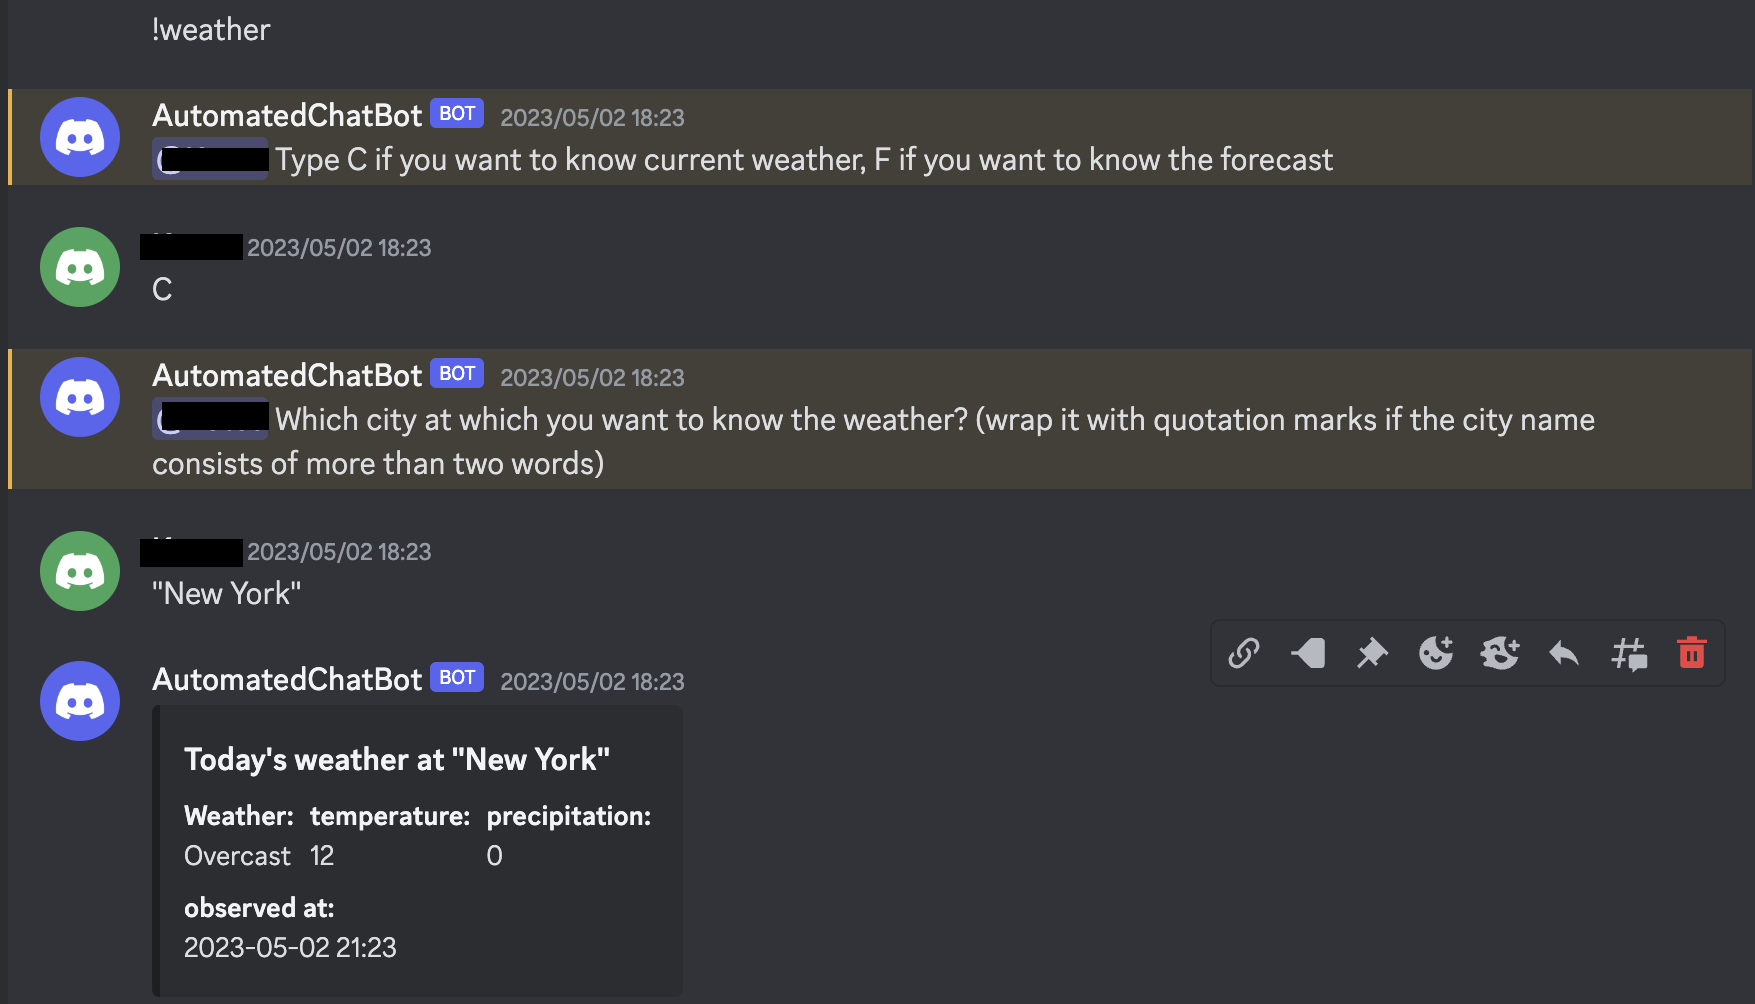 !weather
AutomatedChatBot BOT 2023/05/02 18:23
Type C if you want to know current weather, F if you want to know the forecast
2023/05/02 18:23
C
AutomatedChatBot BOT 2023/05/02 18:23
Which city at which you want to know the weather? (wrap it with quotation marks if the city name
consists of more than two words)
2023/05/02 18:23
"New York"
AutomatedChatBot BOT 2023/05/02 18:23
Today's weather at "New York"
Weather: temperature: precipitation:
Overcast 12 0
observed at:
2023-05-02 21:23